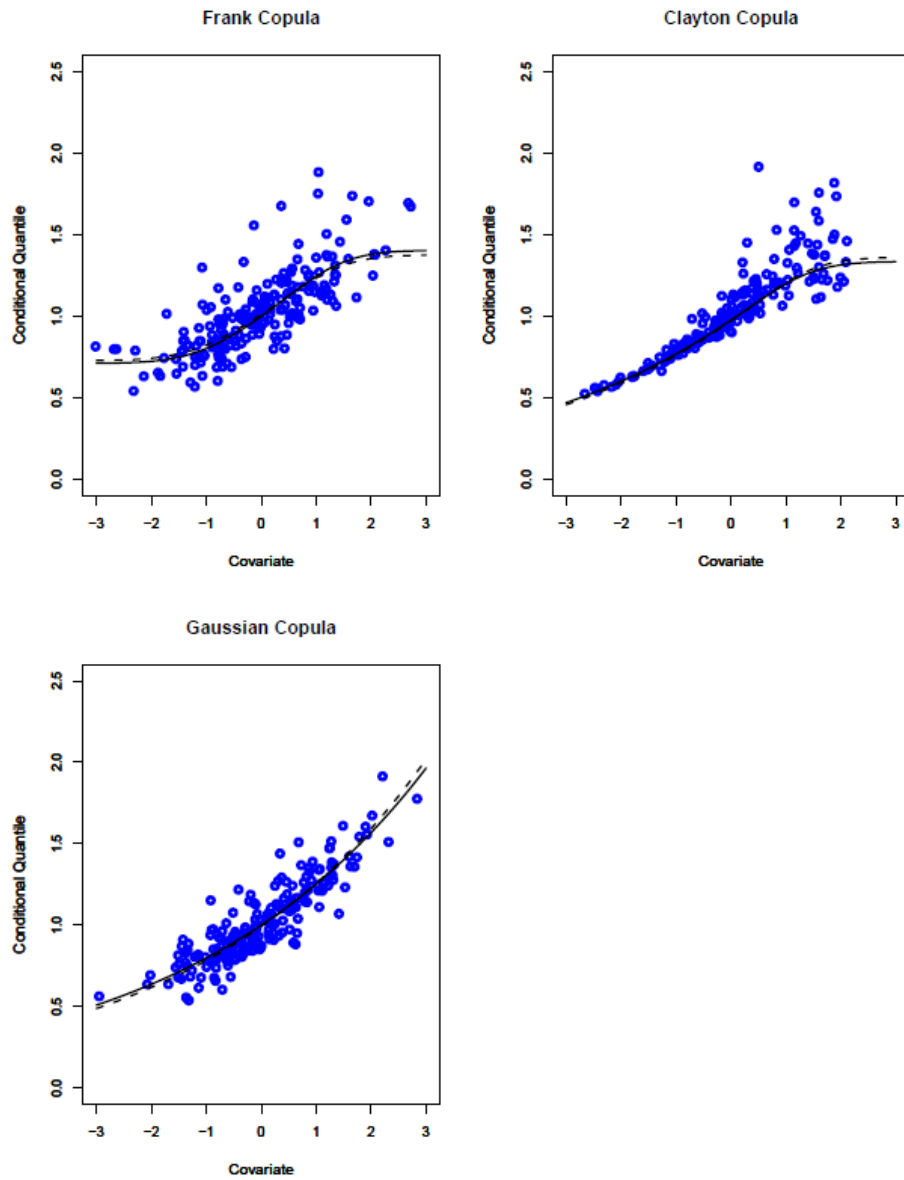 Frank Copula
Conditional Quantile
2.5
2.0
1.5
1.0
0.5
0.0
−3 −2 −1 0 1 2 3
Covariate
Clayton Copula
Conditional Quantile
2.5
2.0
1.5
1.0
0.5
0.0
−3 −2 −1 0 1 2 3
Covariate
Gaussian Copula
Conditional Quantile
2.5
2.0
1.5
1.0
0.5
0.0
−3 −2 −1 0 1 2 3
Covariate